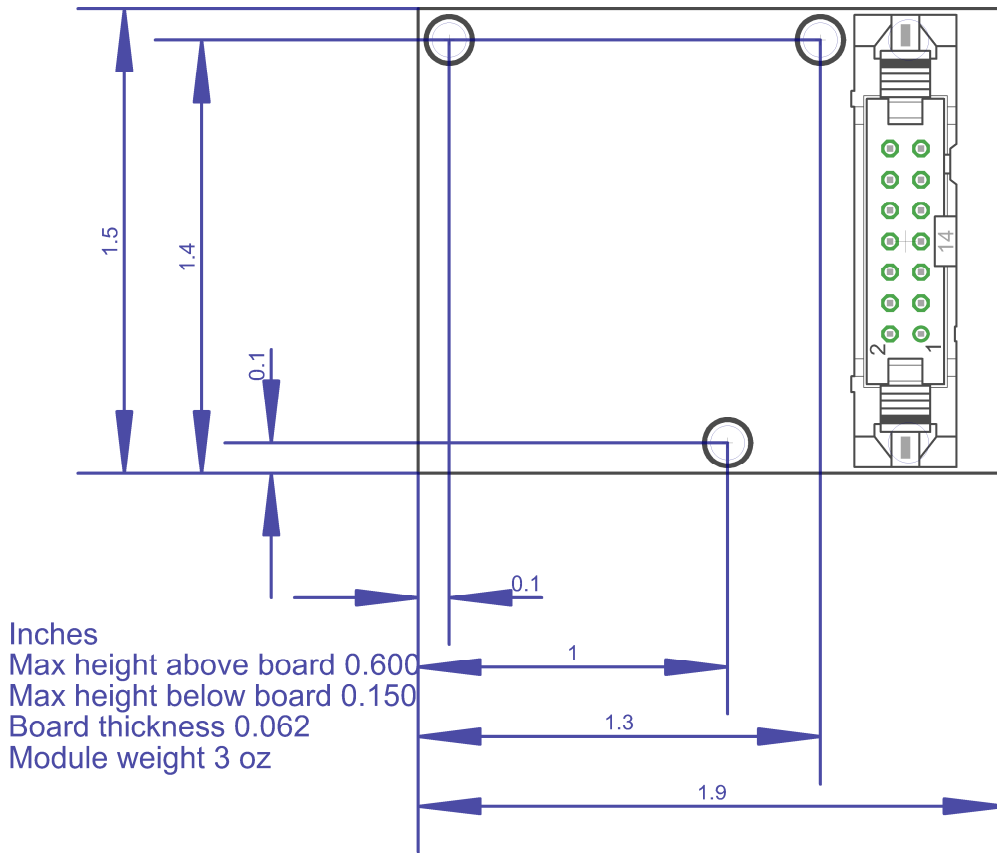 14
1.5
1.4
2
1
0.1
0.1
Inches
Max height above board 0.600
Max height below board 0.150
Board thickness 0.062
Module weight 3 oz
1
1.3
1.9